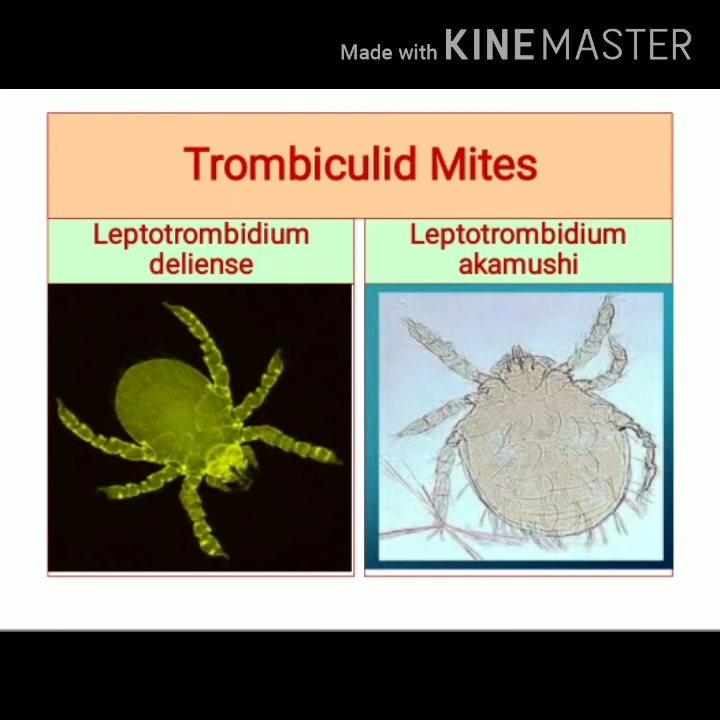 Made with KINEMASTER
Trombiculid Mites
Leptotrombidium
deliense
Leptotrombidium
akamushi